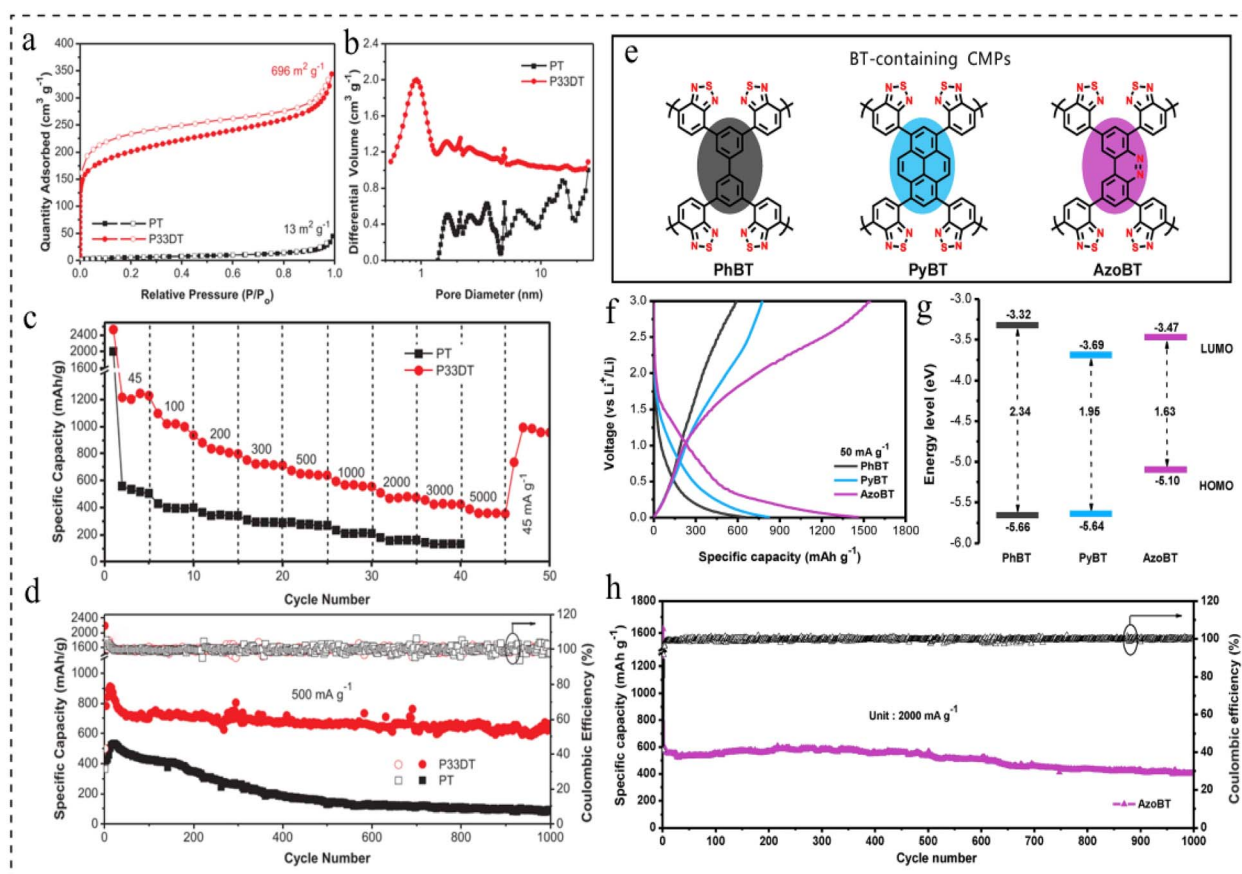 a
400
350
300
250
200
150
100
50
0
Quantity Adsorbed (cm³ g⁻¹)
696 m² g⁻¹
PT
P33DT
13 m² g⁻¹
0.0 0.2 0.4 0.6 0.8 1.0
Relative Pressure (P/Po)
b
2.4
2.0
1.6
1.2
0.8
0.4
0.0
Differential Volume (cm³ g⁻¹)
PT
P33DT
1 10
Pore Diameter (nm)
c
2400
2000
1600
1200
1000
800
600
400
200
0
Specific Capacity (mAh/g)
PT
P33DT
45
100
200
300
500
1000
2000
3000
5000
45 mA g⁻¹
0 10 20 30 40 50
Cycle Number
d
2400
2000
1600
1000
800
600
400
200
0
Specific Capacity (mAh/g)
500 mA g⁻¹
P33DT
PT
120
100
80
60
40
20
0
Coulombic Efficiency (%)
0 200 400 600 800 1000
Cycle Number
e
BT-containing CMPs
N S N N S N N S N N S N N S N N S N
N N
N S N N S N N S N N S N N S N N S N
PhBT PyBT AzoBT
f
3.0
2.5
2.0
1.5
1.0
0.5
0.0
Voltage (vs Li⁺/Li)
50 mA g⁻¹
PhBT
PyBT
AzoBT
0 300 600 900 1200 1500 1800
Specific capacity (mAh g⁻¹)
g
-3.0
-3.5
-4.0
-4.5
-5.0
-5.5
-6.0
Energy level (eV)
-3.32
-3.69
-3.47
LUMO
2.34 1.95 1.63
-5.10
HOMO
-5.66
-5.64
PhBT PyBT AzoBT
h
1800
1600
1400
1200
1000
800
600
400
200
0
Specific capacity (mAh g⁻¹)
Unit : 2000 mA g⁻¹
AzoBT
120
100
80
60
40
20
0
Coulombic efficiency (%)
0 100 200 300 400 500 600 700 800 900 1000
Cycle number